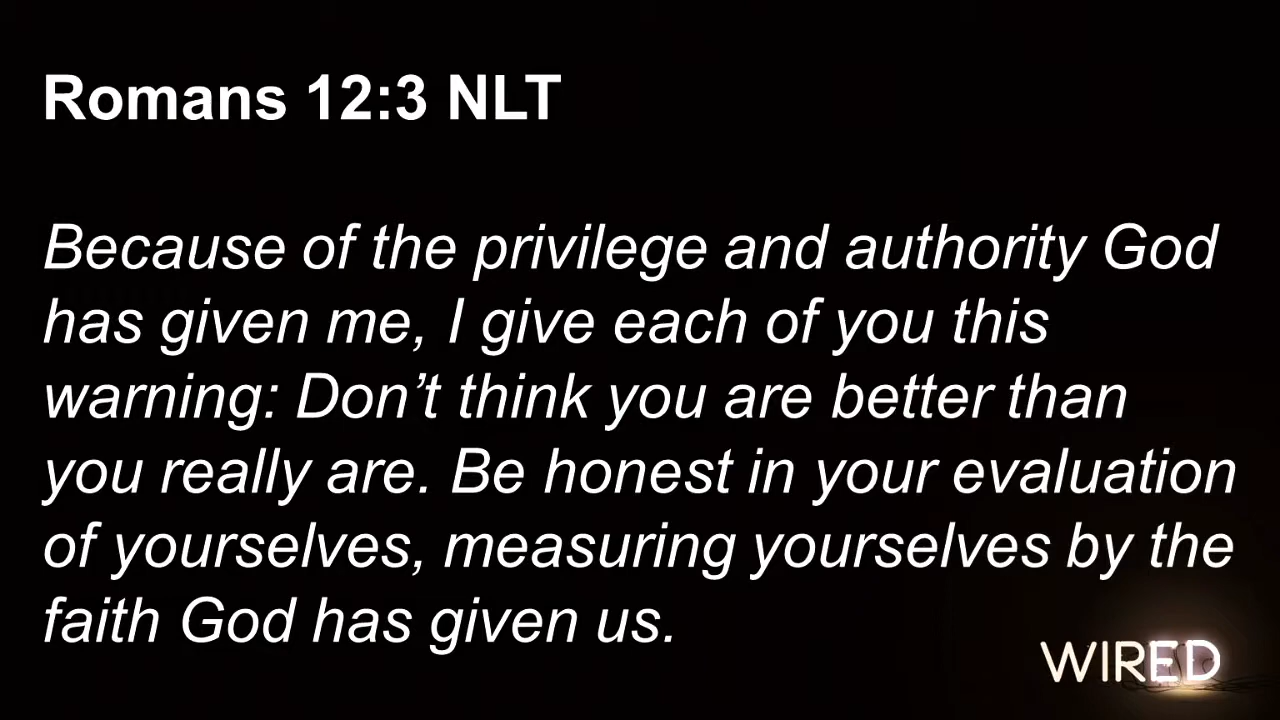 Romans 12:3 NLT
Because of the privilege and authority God
has given me, I give each of you this
warning: Don’t think you are better than
you really are. Be honest in your evaluation
of yourselves, measuring yourselves by the
faith God has given us.
WIRED